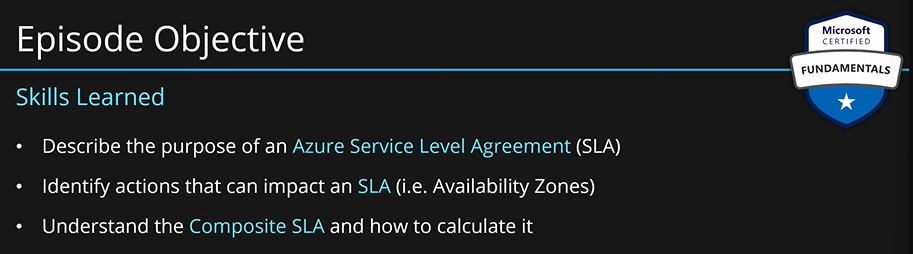 Episode Objective
Microsoft
CERTIFIED
FUNDAMENTALS
Skills Learned
• Describe the purpose of an Azure Service Level Agreement (SLA)
• Identify actions that can impact an SLA (i.e. Availability Zones)
• Understand the Composite SLA and how to calculate it